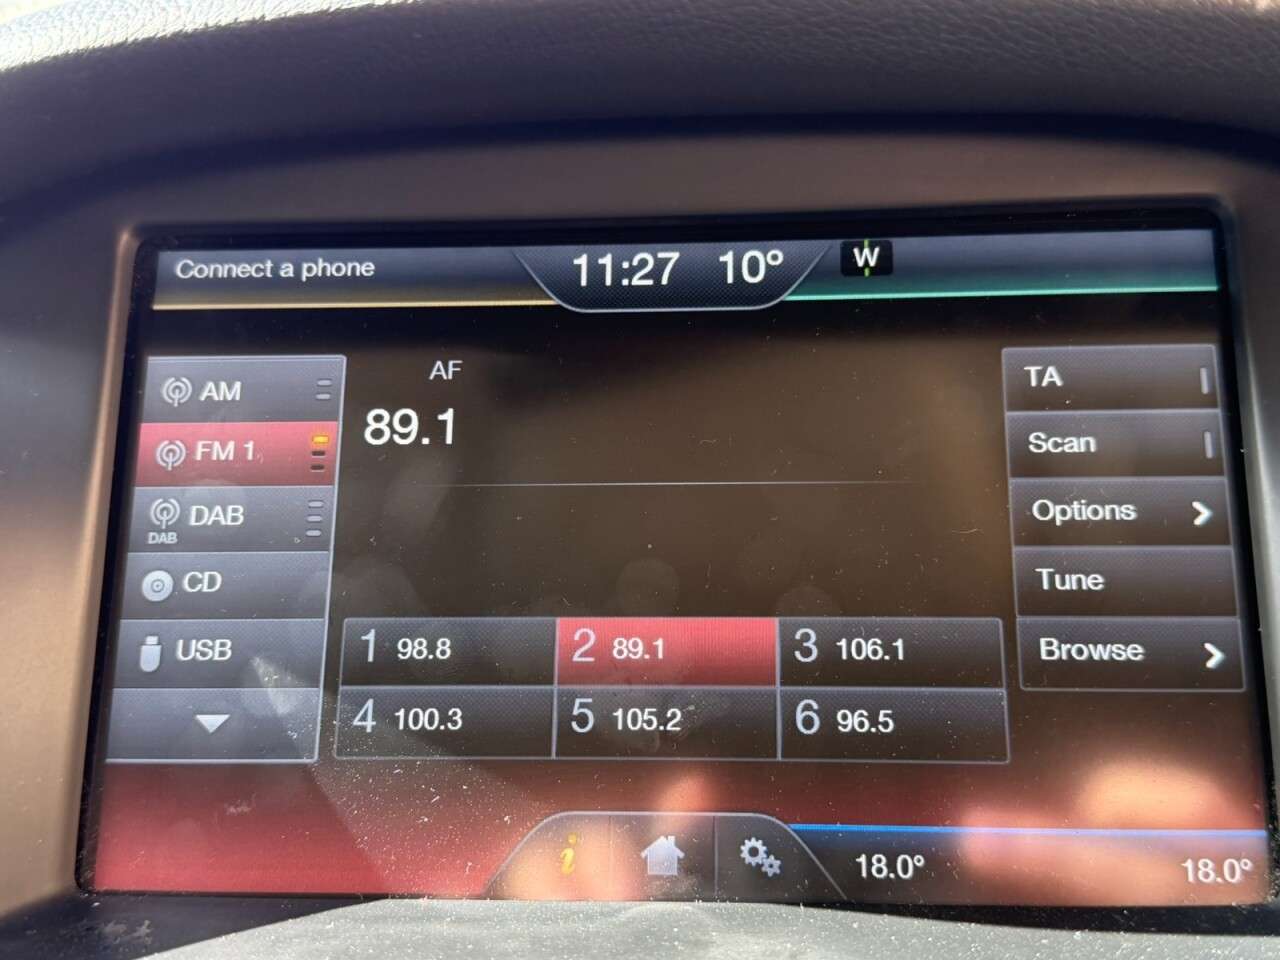 Connect a phone
11:27 10°
W
AM
FM 1
DAB
DAB
CD
USB
AF
89.1
1 98.8
2 89.1
3 106.1
4 100.3
5 105.2
6 96.5
TA
Scan
Options
Tune
Browse
i
18.0°
18.0°